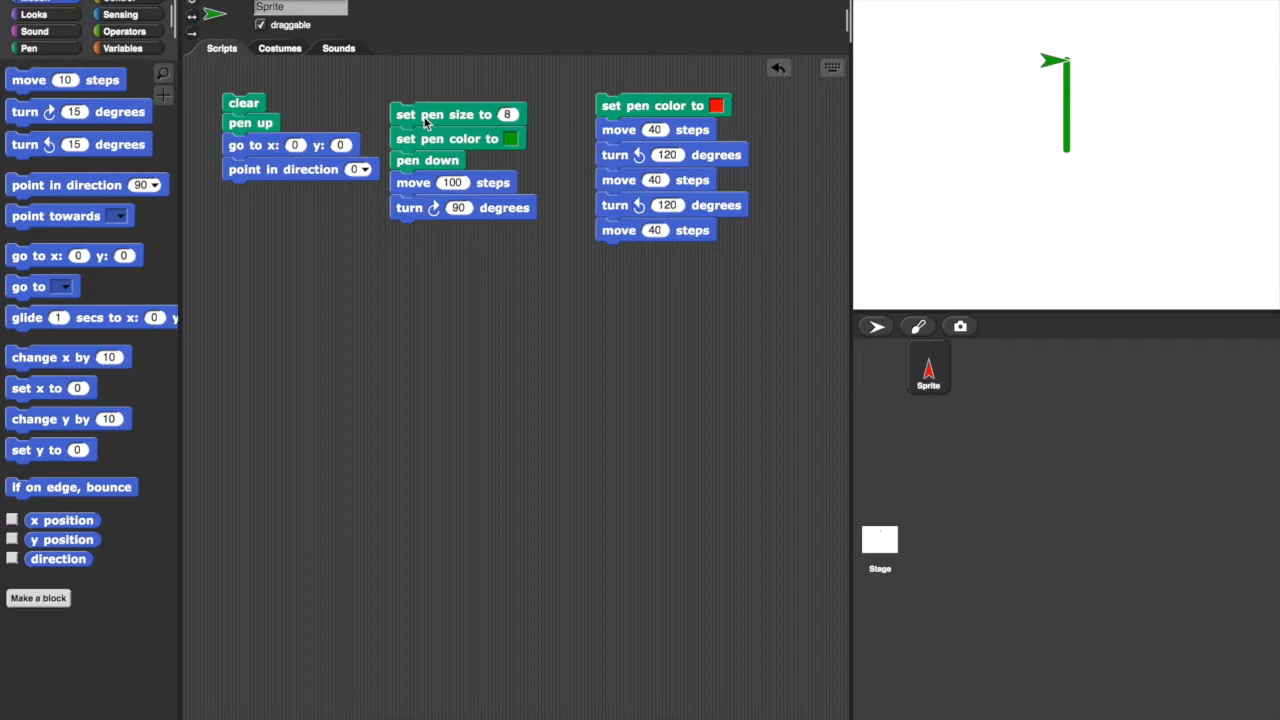 Sprite
draggable
Looks
Sensing
Sound
Operators
Pen
Variables
Scripts
Costumes
Sounds
move 10 steps
turn 15 degrees
turn 15 degrees
point in direction 90
point towards
go to x: 0 y: 0
go to
glide 1 secs to x: 0 y
change x by 10
set x to 0
change y by 10
set y to 0
if on edge, bounce
x position
y position
direction
Make a block
clear
pen up
go to x: 0 y: 0
point in direction 0
set pen size to 8
set pen color to
pen down
move 100 steps
turn 90 degrees
set pen color to
move 40 steps
turn 120 degrees
move 40 steps
turn 120 degrees
move 40 steps
Sprite
Stage